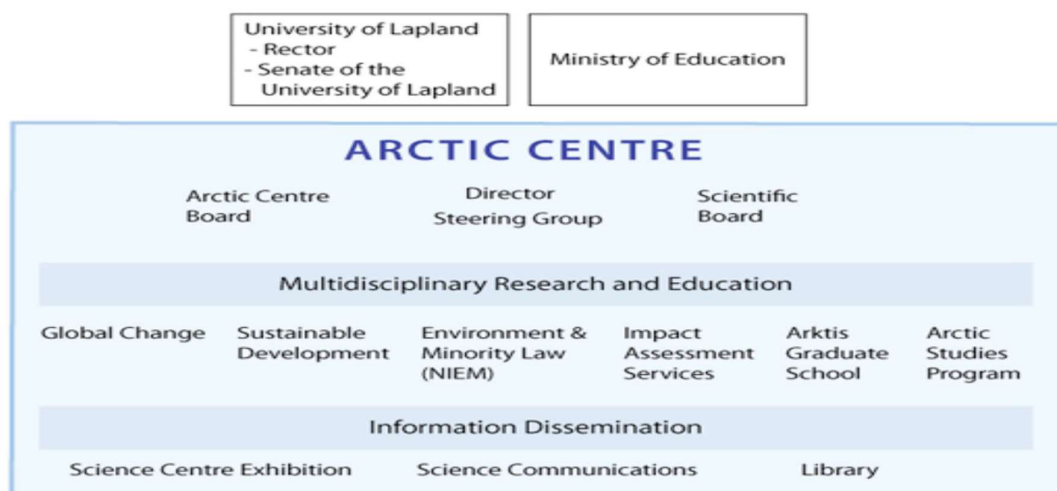 University of Lapland
- Rector
- Senate of the
University of Lapland
Ministry of Education
ARCTIC CENTRE
Arctic Centre
Board
Director
Steering Group
Scientific
Board
Multidisciplinary Research and Education
Global Change
Sustainable
Development
Environment &
Minority Law
(NIEM)
Impact
Assessment
Services
Arktis
Graduate
School
Arctic
Studies
Program
Information Dissemination
Science Centre Exhibition
Science Communications
Library